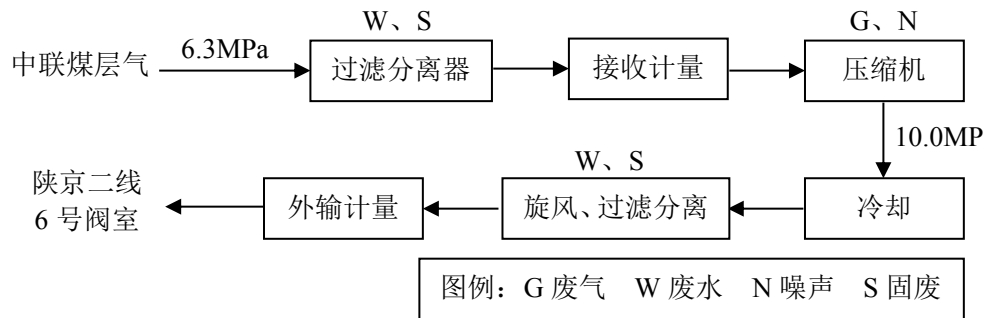 W、S
G、N
中联煤层气
6.3MPa
过滤分离器
接收计量
压缩机
10.0MP
W、S
陕京二线
6 号阀室
外输计量
旋风、过滤分离
冷却
图例：G 废气 W 废水 N 噪声 S 固废